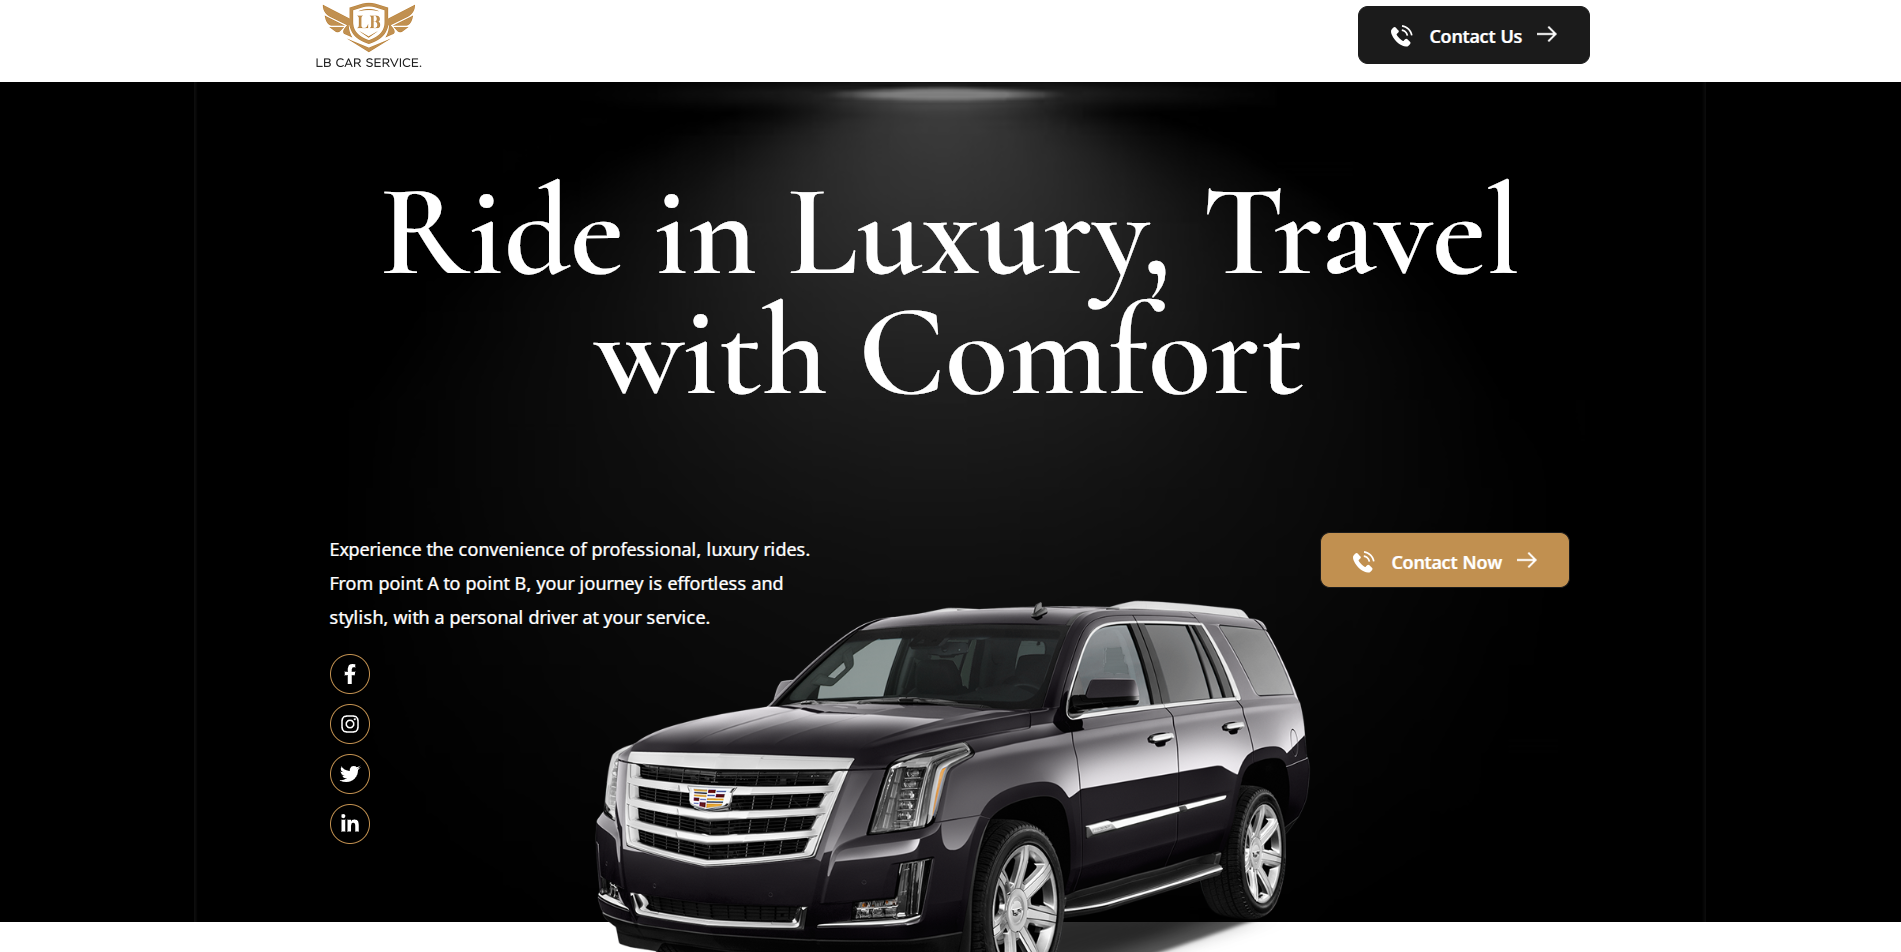 LB
LB CAR SERVICE.
Contact Us
Ride in Luxury, Travel
with Comfort
Experience the convenience of professional, luxury rides.
From point A to point B, your journey is effortless and
stylish, with a personal driver at your service.
Contact Now